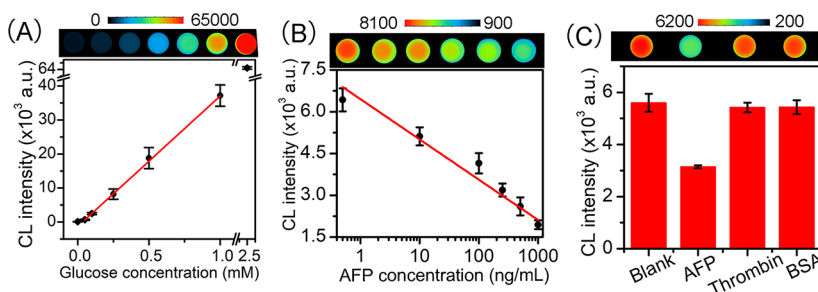 (A)
0 65000
CL intensity (x10³ a.u.)
64
40
30
20
10
0
0.0 0.5 1.0 2.5
Glucose concentration (mM)
(B)
8100 900
CL intensity (x10³ a.u.)
7.5
6.0
4.5
3.0
1.5
1 10 100 1000
AFP concentration (ng/mL)
(C)
6200 200
CL intensity (x10³ a.u.)
6
4
2
0
Blank AFP Thrombin BSA